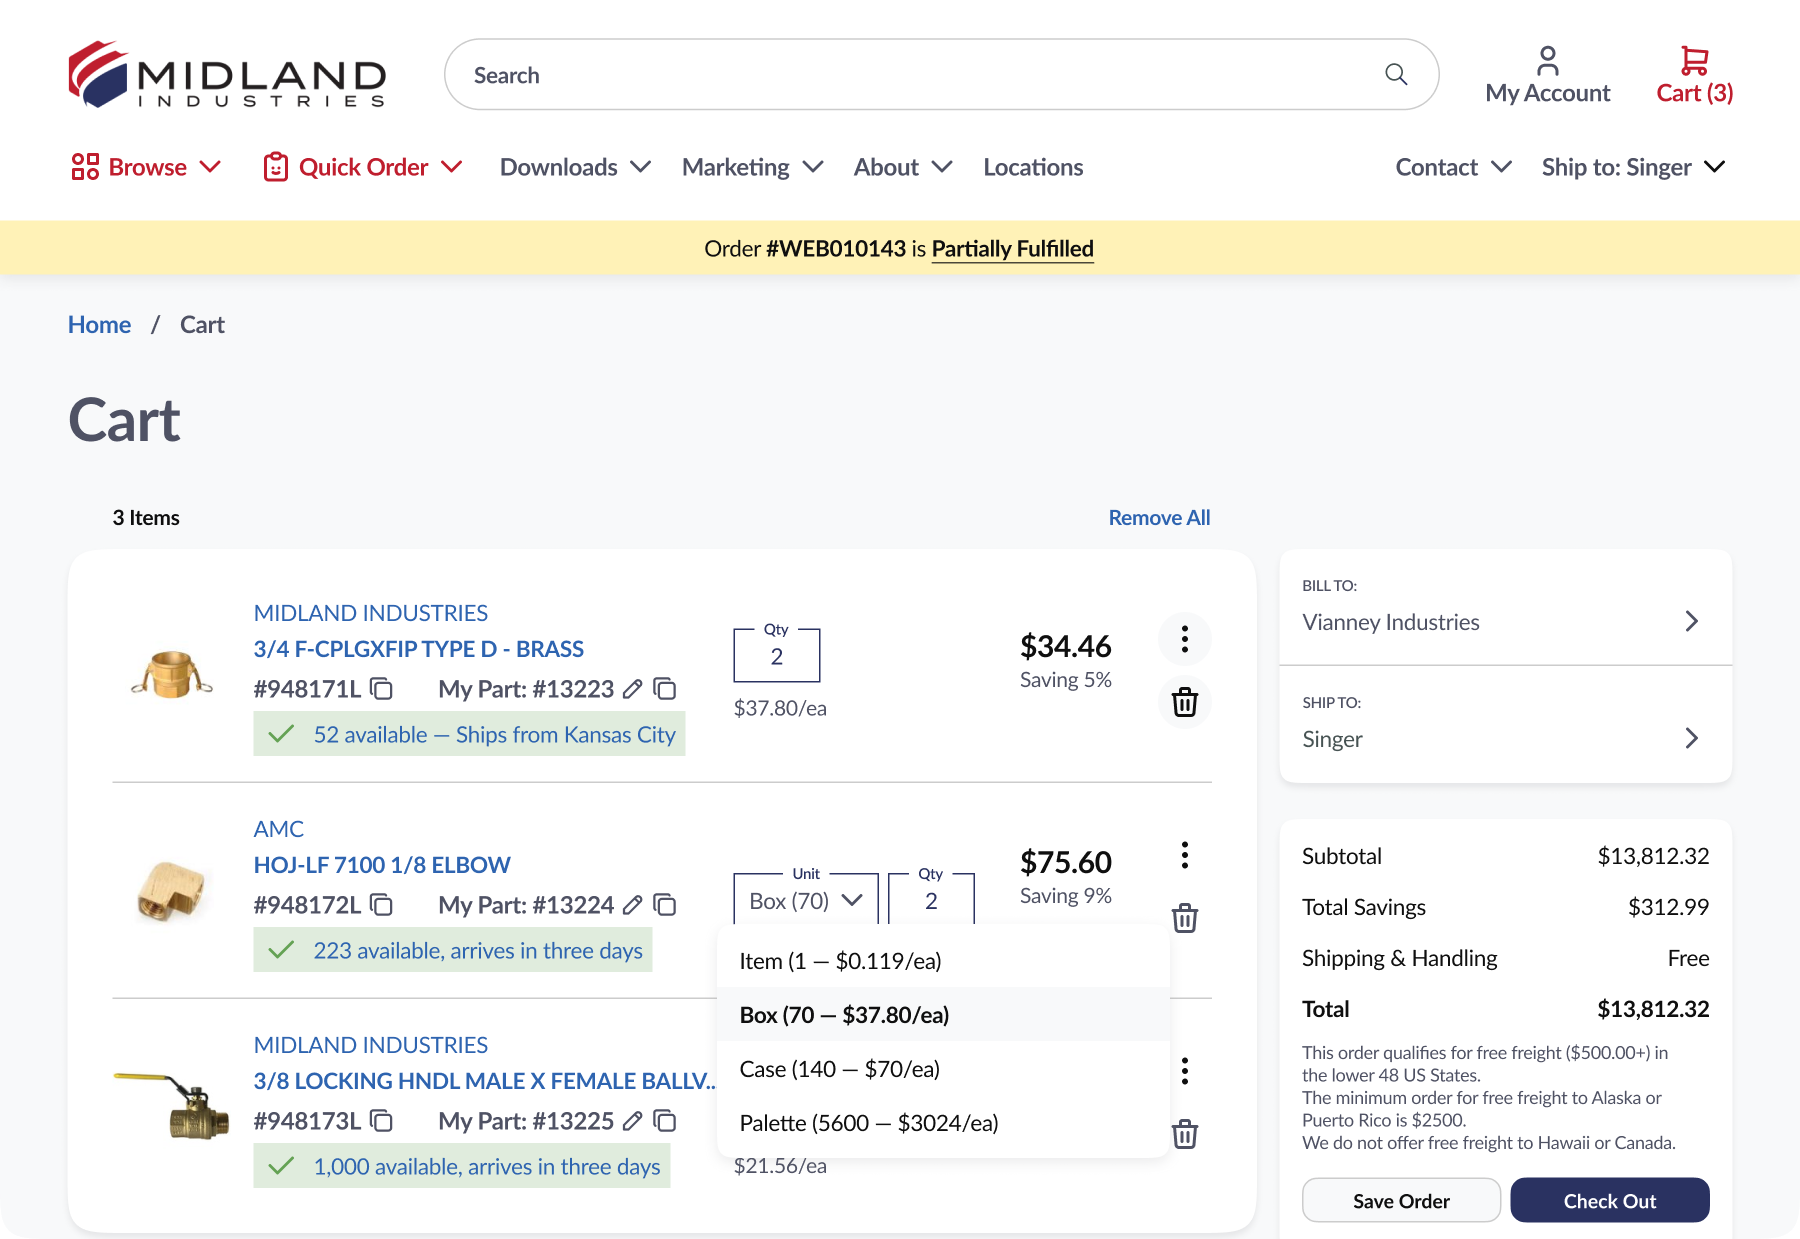 MIDLAND
INDUSTRIES
Search
My Account
Cart (3)
Browse
Quick Order
Downloads
Marketing
About
Locations
Contact
Ship to: Singer
Order #WEB010143 is Partially Fulfilled
Home / Cart
Cart
3 Items
Remove All
MIDLAND INDUSTRIES
3/4 F-CPLGXFIP TYPE D - BRASS
#948171L
My Part: #13223
52 available — Ships from Kansas City
Qty
2
$37.80/ea
$34.46
Saving 5%
AMC
HOJ-LF 7100 1/8 ELBOW
#948172L
My Part: #13224
223 available, arrives in three days
Unit
Box (70)
Qty
2
$75.60
Saving 9%
Item (1 — $0.119/ea)
Box (70 — $37.80/ea)
Case (140 — $70/ea)
Palette (5600 — $3024/ea)
MIDLAND INDUSTRIES
3/8 LOCKING HNDL MALE X FEMALE BALLV..
#948173L
My Part: #13225
1,000 available, arrives in three days
$21.56/ea
BILL TO:
Vianney Industries
SHIP TO:
Singer
Subtotal $13,812.32
Total Savings $312.99
Shipping & Handling Free
Total $13,812.32
This order qualifies for free freight ($500.00+) in
the lower 48 US States.
The minimum order for free freight to Alaska or
Puerto Rico is $2500.
We do not offer free freight to Hawaii or Canada.
Save Order
Check Out